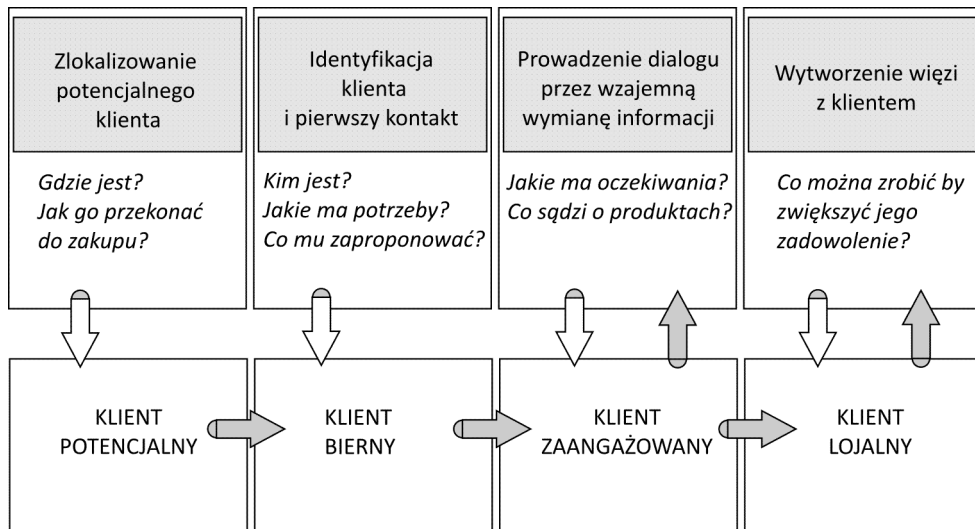 Zlokalizowanie
potencjalnego
klienta
Gdzie jest?
Jak go przekonać
do zakupu?
Identyfikacja
klienta
i pierwszy kontakt
Kim jest?
Jakie ma potrzeby?
Co mu zaproponować?
Prowadzenie dialogu
przez wzajemną
wymianę informacji
Jakie ma oczekiwania?
Co sądzi o produktach?
Wytworzenie więzi
z klientem
Co można zrobić by
zwiększyć jego
zadowolenie?
KLIENT
POTENCJALNY
KLIENT
BIERNY
KLIENT
ZAANGAŻOWANY
KLIENT
LOJALNY